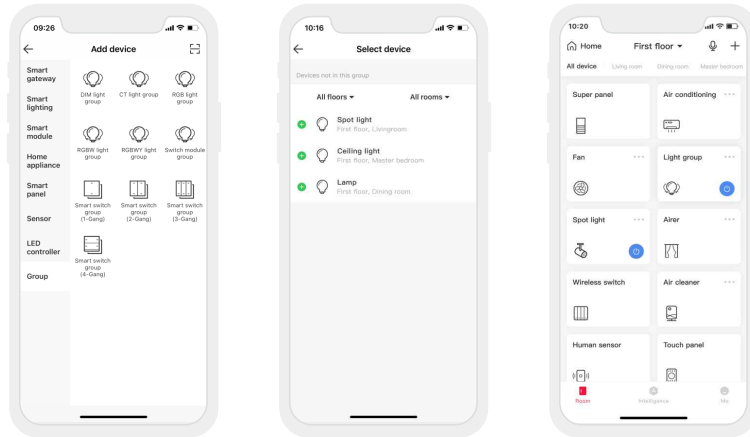 09:26
Add device
Smart
gateway
Smart
lighting
Smart
module
Home
appliance
Smart
panel
Sensor
LED
controller
Group
DIM light
group
CT light group
RGB light
group
RGBW light
group
RGBWY light
group
Switch module
group
Smart switch
group
(1-Gang)
Smart switch
group
(2-Gang)
Smart switch
group
(3-Gang)
Smart switch
group
(4-Gang)
10:16
Select device
Devices not in this group
All floors
All rooms
Spot light
First floor, Livingroom
Ceiling light
First floor, Mester bedroom
Lamp
First floor, Dining room
10:20
Home
First floor
All device
Living room
Dining room
Master bedroom
Super panel
Air conditioning
Fan
Light group
Spot light
Airer
Wireless switch
Air cleaner
Human sensor
Touch panel
Room
Intelligence
Me